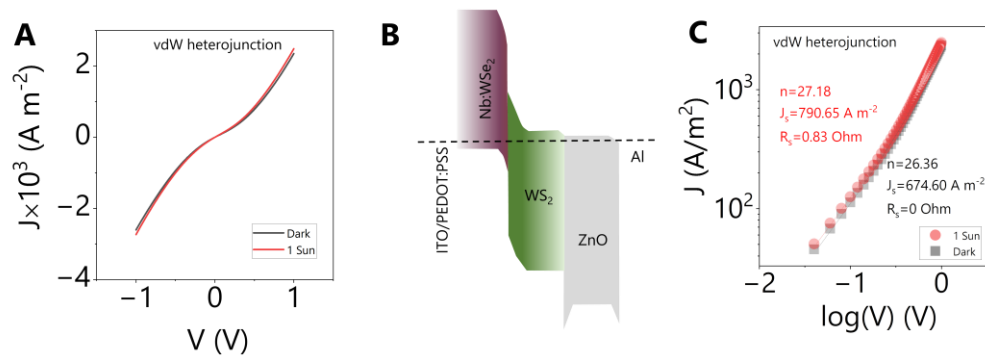 A
vdW heterojunction
2
0
−2
−4
J×10³ (A m⁻²)
Dark
1 Sun
−1
0
1
V (V)
B
Nb:WSe₂
ITO/PEDOT:PSS
WS₂
ZnO
Al
C
vdW heterojunction
n=27.18
Jₛ=790.65 A m⁻²
Rₛ=0.83 Ohm
n=26.36
Jₛ=674.60 A m⁻²
Rₛ=0 Ohm
1 Sun
Dark
10³
10²
J (A/m²)
−2
−1
0
log(V) (V)